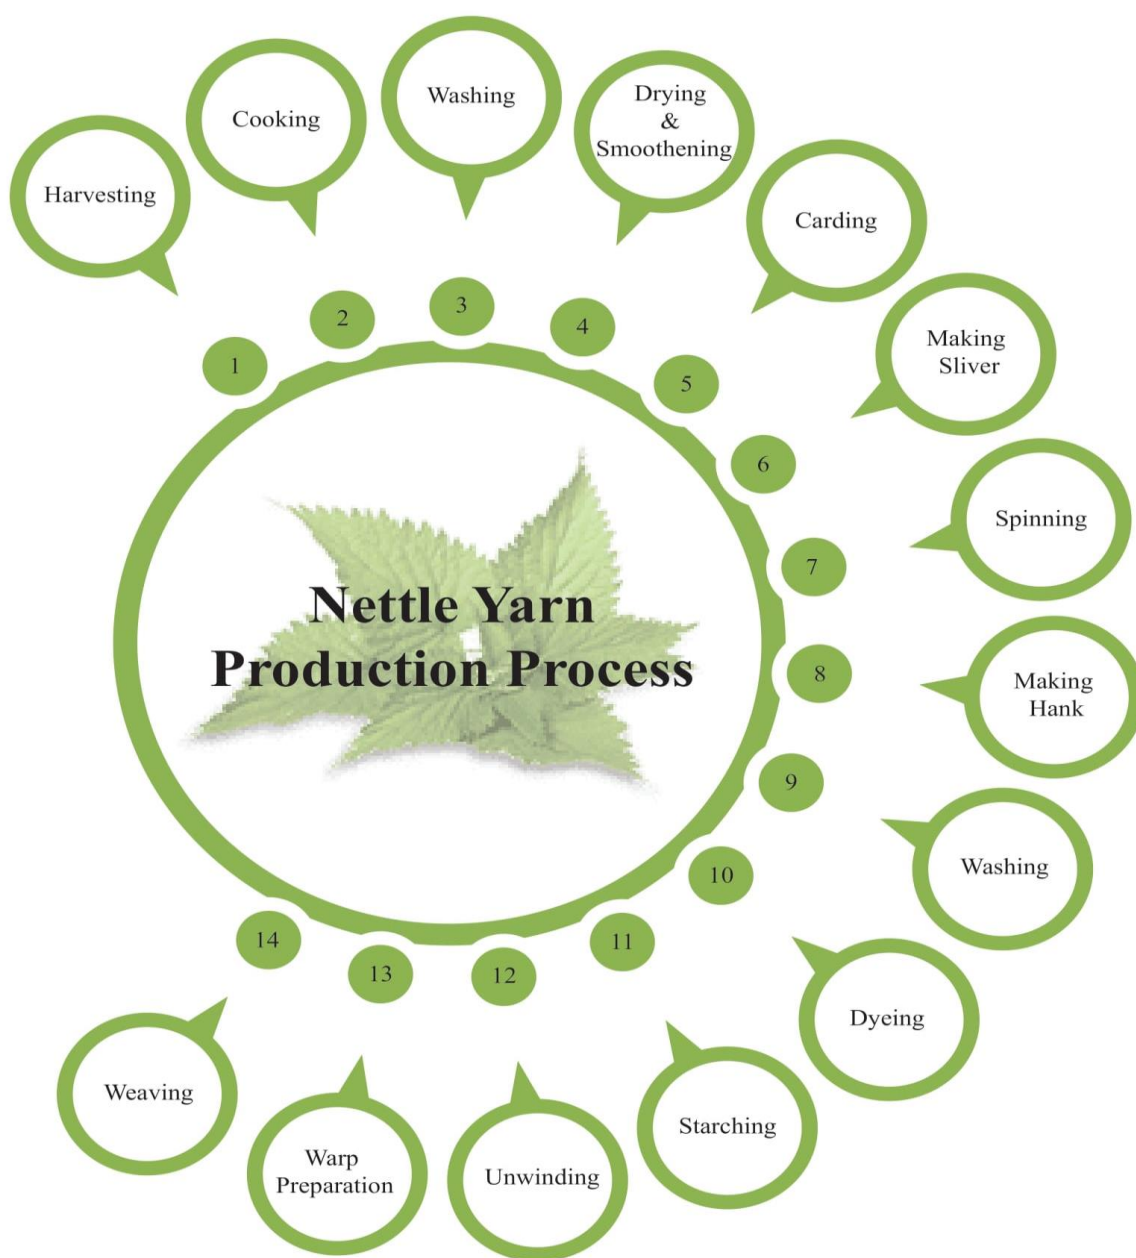 Nettle Yarn
Production Process
1
Harvesting
2
Cooking
3
Washing
4
Drying
&
Smoothening
5
Carding
6
Making
Sliver
7
Spinning
8
Making
Hank
9
Washing
10
Dyeing
11
Starching
12
Unwinding
13
Warp
Preparation
14
Weaving